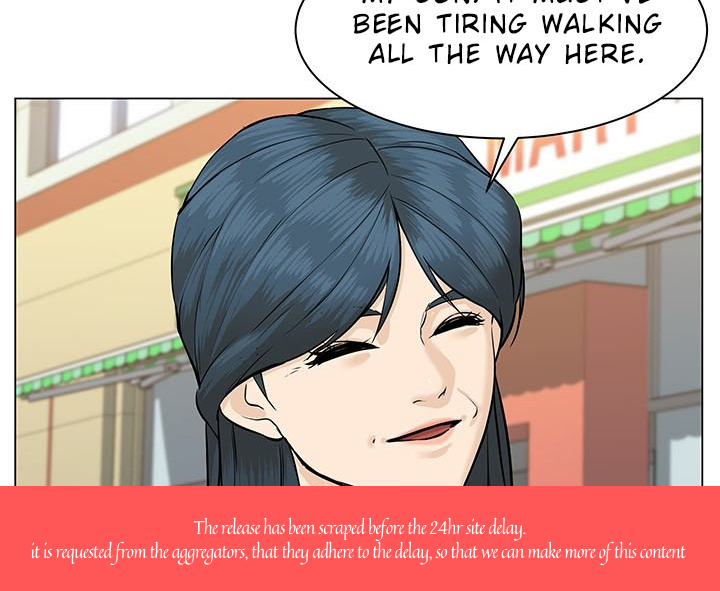 BEEN TIRING WALKING
ALL THE WAY HERE.
MART
The release has been scraped before the 24hr site delay.
it is requested from the aggregators, that they adhere to the delay, so that we can make more of this content